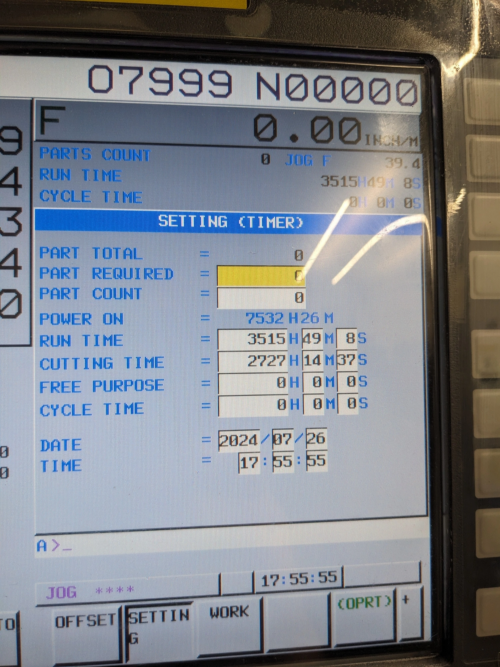 O7999 N00000
F 0.00 INCH/M
PARTS COUNT 0 JOG F 39.4
RUN TIME 3515H49M 8S
CYCLE TIME 0H 0M 0S
SETTING (TIMER)
PART TOTAL = 0
PART REQUIRED = 0
PART COUNT = 0
POWER ON = 7532 H 26 M
RUN TIME = 3515 H 49 M 8 S
CUTTING TIME = 2727 H 14 M 37 S
FREE PURPOSE = 0 H 0 M 0 S
CYCLE TIME = 0 H 0 M 0 S
DATE = 2024/07/26
TIME = 17:55:55
A>_
JOG **** 17:55:55
OFFSET SETTIN WORK (OPRT) +
G